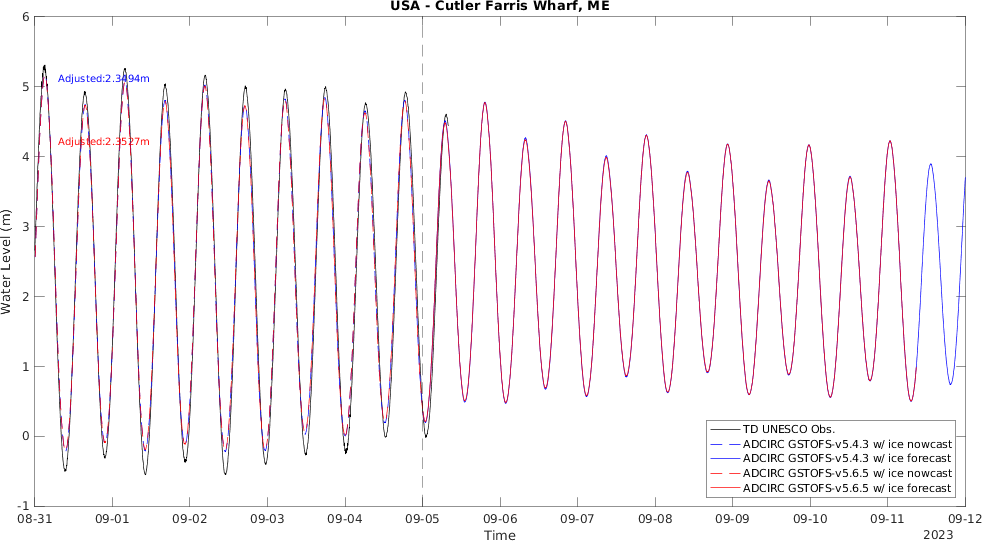 USA - Cutler Farris Wharf, ME
6
5
4
3
2
1
0
-1
Water Level (m)
Adjusted:2.3494m
Adjusted:2.3527m
TD UNESCO Obs.
ADCIRC GSTOFS-v5.4.3 w/ ice nowcast
ADCIRC GSTOFS-v5.4.3 w/ ice forecast
ADCIRC GSTOFS-v5.6.5 w/ ice nowcast
ADCIRC GSTOFS-v5.6.5 w/ ice forecast
08-31 09-01 09-02 09-03 09-04 09-05 09-06 09-07 09-08 09-09 09-10 09-11 09-12
Time
2023